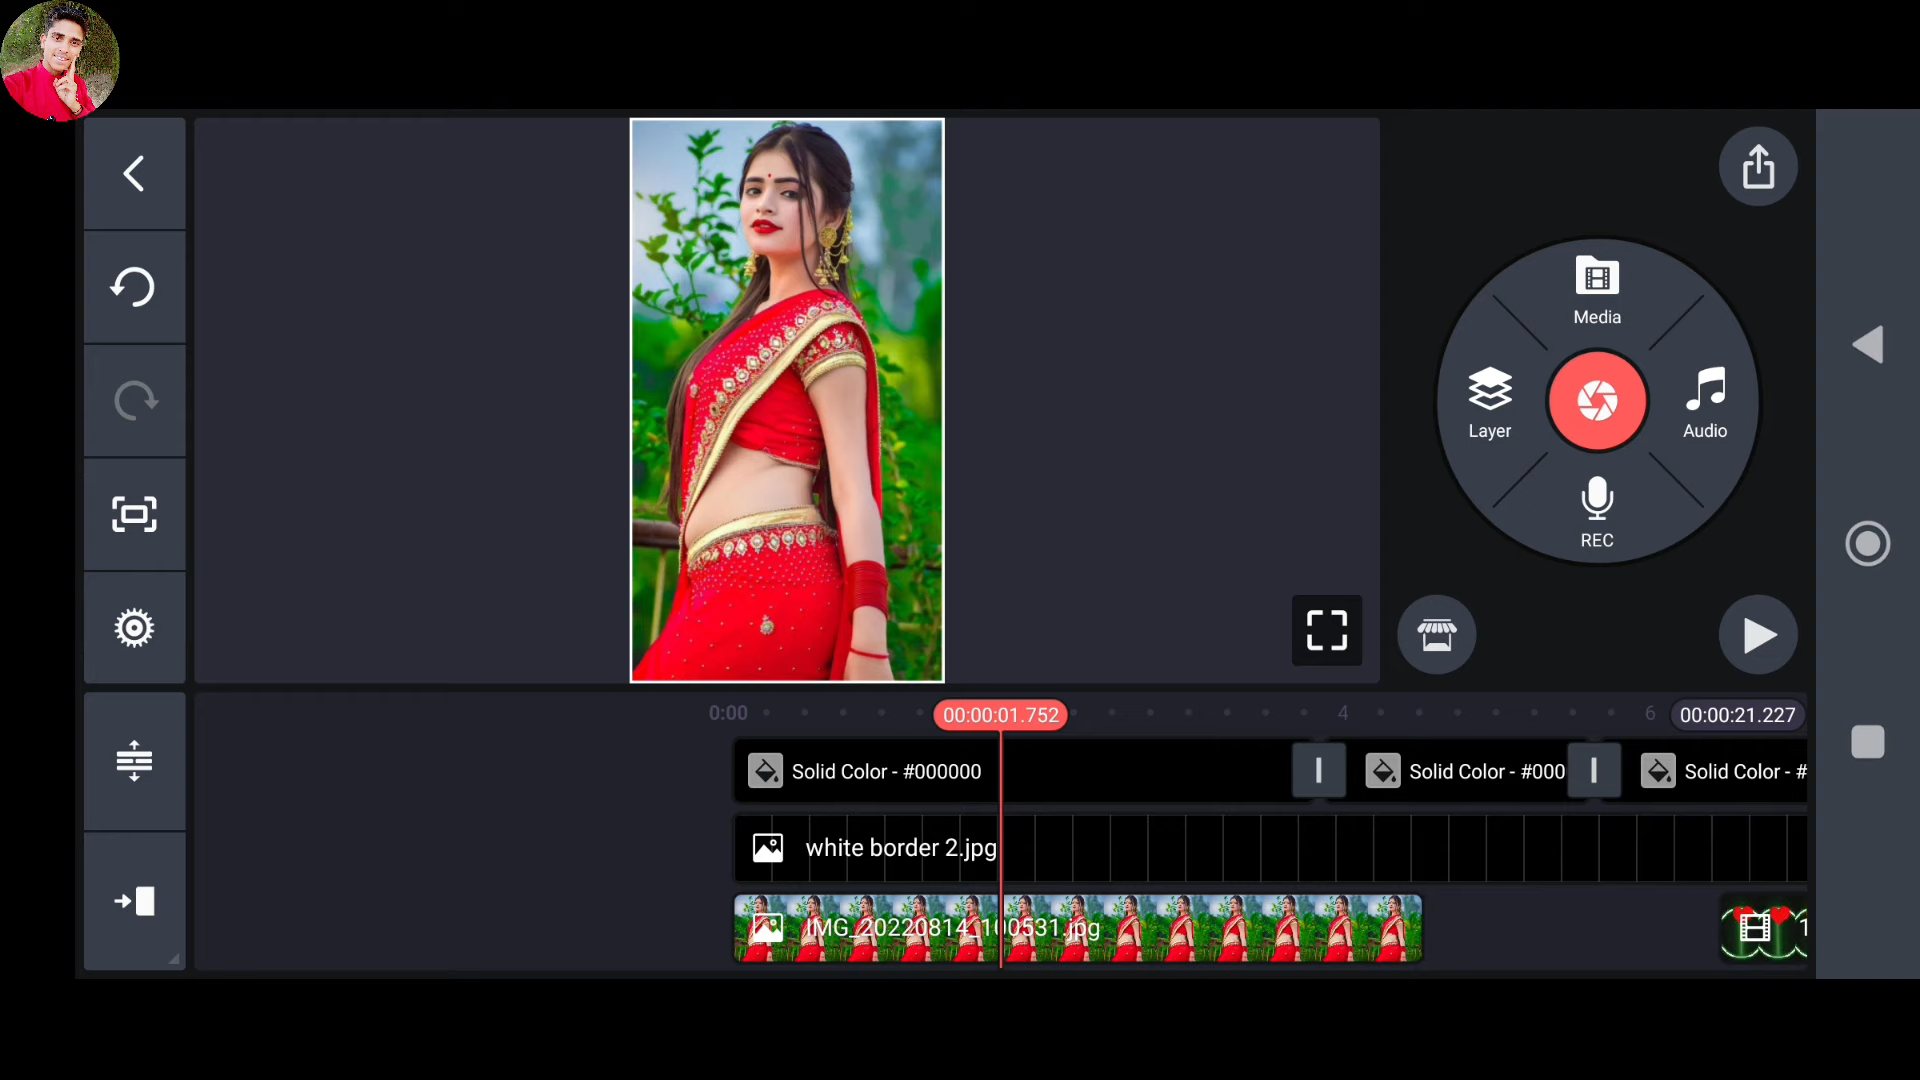 Media
Layer
Audio
REC
0:00
00:00:01.752
4
6
00:00:21.227
Solid Color - #000000
Solid Color - #000
Solid Color - #
white border 2.jpg
IMG_20220814_100531.jpg
1